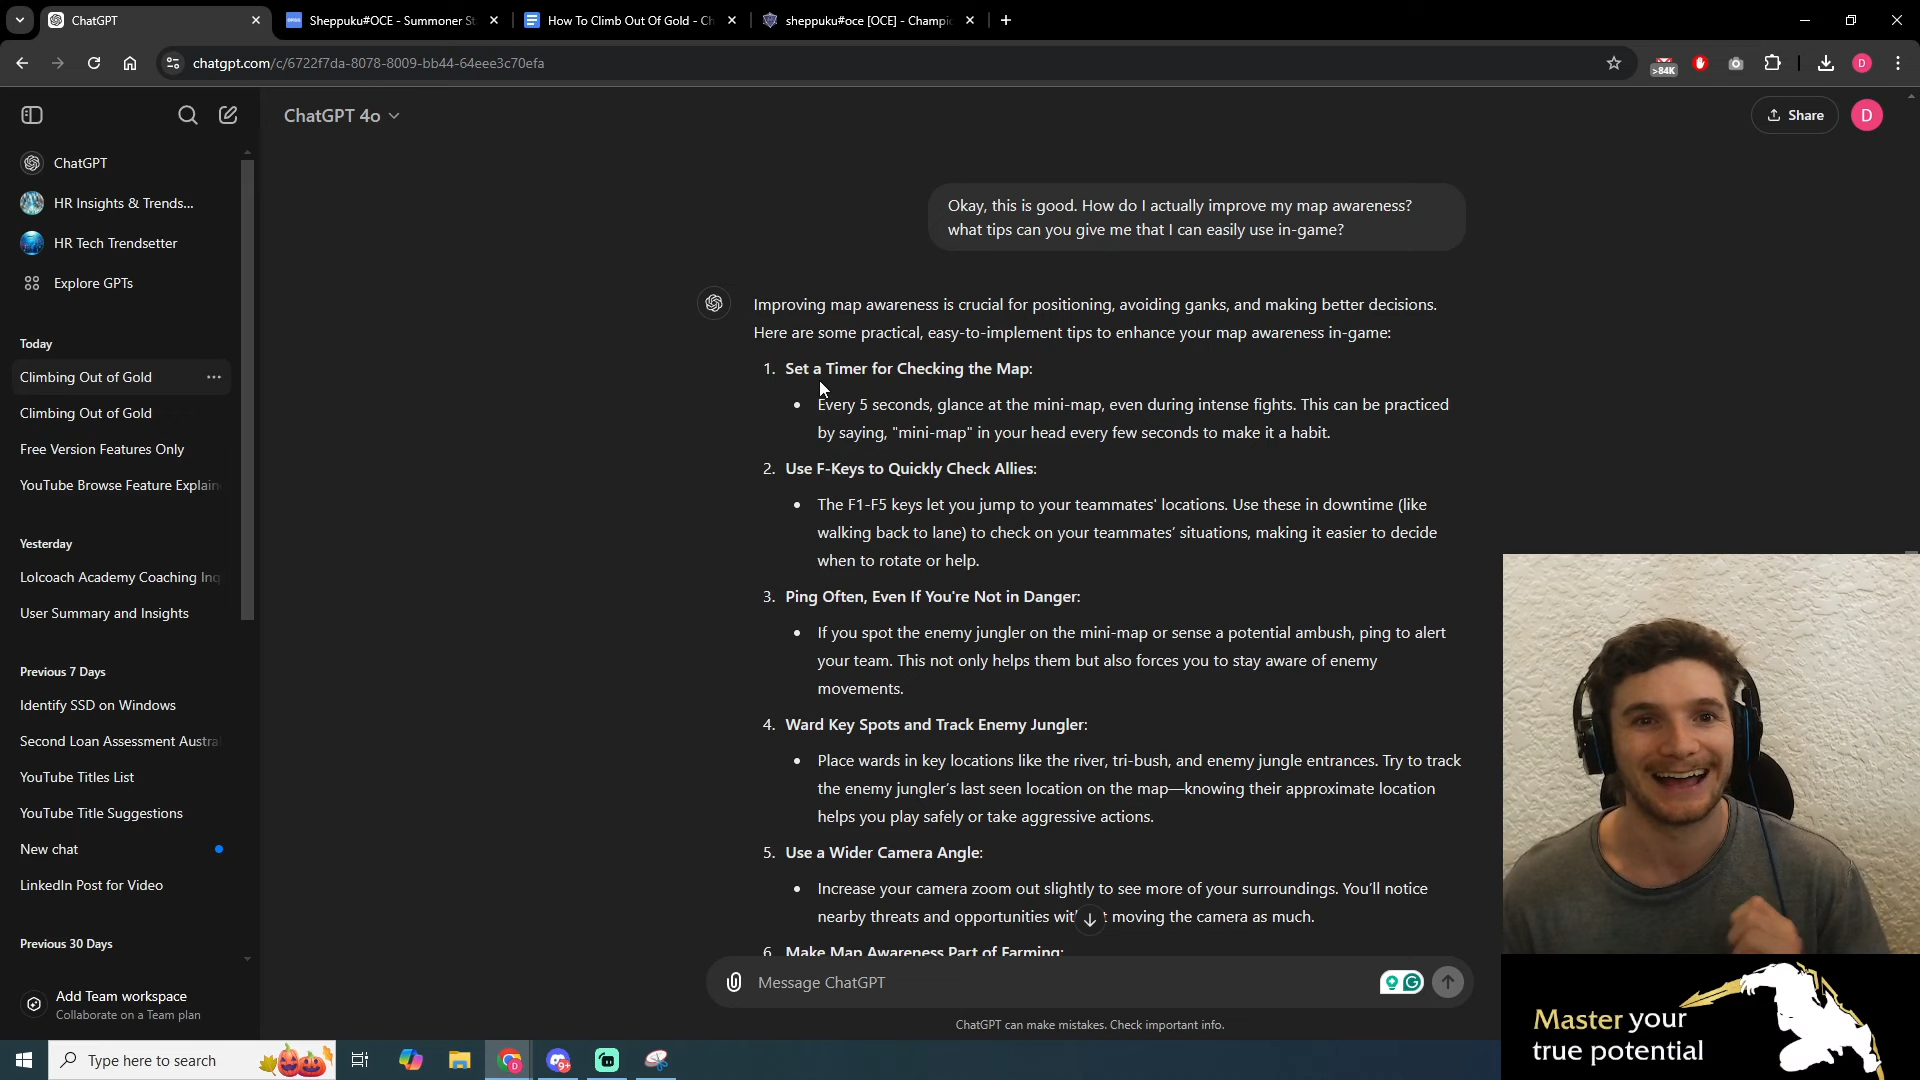 ChatGPT
Sheppuku#OCE - Summoner St
How To Climb Out Of Gold - Ch
sheppuku#oce [OCE] - Champio
chatgpt.com/c/6722f7da-8078-8009-bb44-64eee3c70efa
>84K
D
ChatGPT 4o
Share
D
ChatGPT
HR Insights & Trends...
HR Tech Trendsetter
Explore GPTs
Today
Climbing Out of Gold
Climbing Out of Gold
Free Version Features Only
YouTube Browse Feature Explain
Yesterday
Lolcoach Academy Coaching Inq
User Summary and Insights
Previous 7 Days
Identify SSD on Windows
Second Loan Assessment Austra
YouTube Titles List
YouTube Title Suggestions
New chat
LinkedIn Post for Video
Previous 30 Days
Add Team workspace
Collaborate on a Team plan
Okay, this is good. How do I actually improve my map awareness?
what tips can you give me that I can easily use in-game?
Improving map awareness is crucial for positioning, avoiding ganks, and making better decisions.
Here are some practical, easy-to-implement tips to enhance your map awareness in-game:
1. Set a Timer for Checking the Map:
Every 5 seconds, glance at the mini-map, even during intense fights. This can be practiced
by saying, "mini-map" in your head every few seconds to make it a habit.
2. Use F-Keys to Quickly Check Allies:
The F1-F5 keys let you jump to your teammates' locations. Use these in downtime (like
walking back to lane) to check on your teammates’ situations, making it easier to decide
when to rotate or help.
3. Ping Often, Even If You're Not in Danger:
If you spot the enemy jungler on the mini-map or sense a potential ambush, ping to alert
your team. This not only helps them but also forces you to stay aware of enemy
movements.
4. Ward Key Spots and Track Enemy Jungler:
Place wards in key locations like the river, tri-bush, and enemy jungle entrances. Try to track
the enemy jungler’s last seen location on the map—knowing their approximate location
helps you play safely or take aggressive actions.
5. Use a Wider Camera Angle:
Increase your camera zoom out slightly to see more of your surroundings. You’ll notice
nearby threats and opportunities wit t moving the camera as much.
6. Make Map Awareness Part of Farming:
Message ChatGPT
ChatGPT can make mistakes. Check important info.
Type here to search
D
9+
Master your
true potential